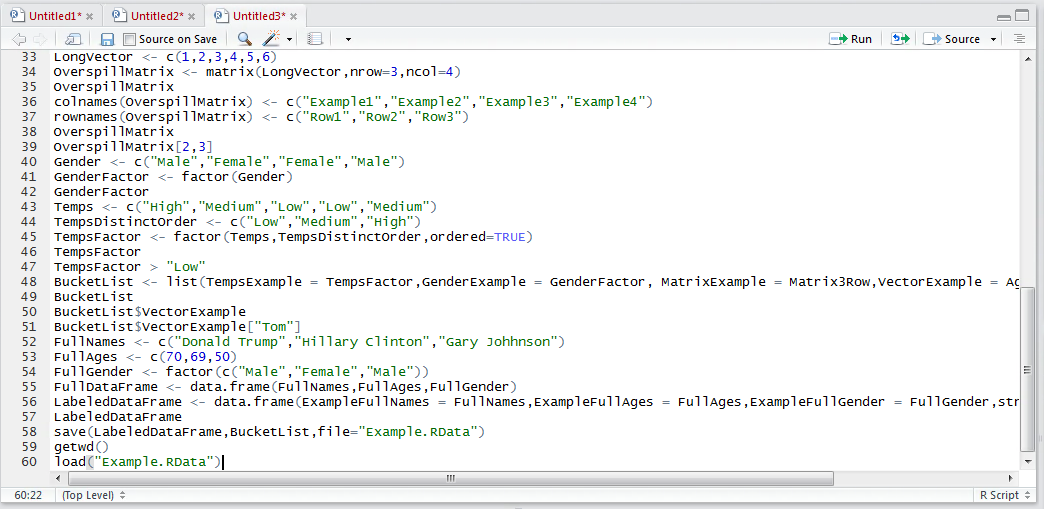 Untitled1* Untitled2* Untitled3*
Source on Save Run Source
33 LongVector <- c(1,2,3,4,5,6)
34 OverspillMatrix <- matrix(LongVector,nrow=3,ncol=4)
35 OverspillMatrix
36 colnames(OverspillMatrix) <- c("Example1","Example2","Example3","Example4")
37 rownames(OverspillMatrix) <- c("Row1","Row2","Row3")
38 OverspillMatrix
39 OverspillMatrix[2,3]
40 Gender <- c("Male","Female","Female","Male")
41 GenderFactor <- factor(Gender)
42 GenderFactor
43 Temps <- c("High","Medium","Low","Low","Medium")
44 TempsDistinctOrder <- c("Low","Medium","High")
45 TempsFactor <- factor(Temps,TempsDistinctOrder,ordered=TRUE)
46 TempsFactor
47 TempsFactor > "Low"
48 BucketList <- list(TempsExample = TempsFactor,GenderExample = GenderFactor, MatrixExample = Matrix3Row,VectorExample = Ag
49 BucketList
50 BucketList$VectorExample
51 BucketList$VectorExample["Tom"]
52 FullNames <- c("Donald Trump","Hillary Clinton","Gary Johhnson")
53 FullAges <- c(70,69,50)
54 FullGender <- factor(c("Male","Female","Male"))
55 FullDataFrame <- data.frame(FullNames,FullAges,FullGender)
56 LabeledDataFrame <- data.frame(ExampleFullNames = FullNames,ExampleFullAges = FullAges,ExampleFullGender = FullGender,str
57 LabeledDataFrame
58 save(LabeledDataFrame,BucketList,file="Example.RData")
59 getwd()
60 load("Example.RData")
60:22 (Top Level) R Script